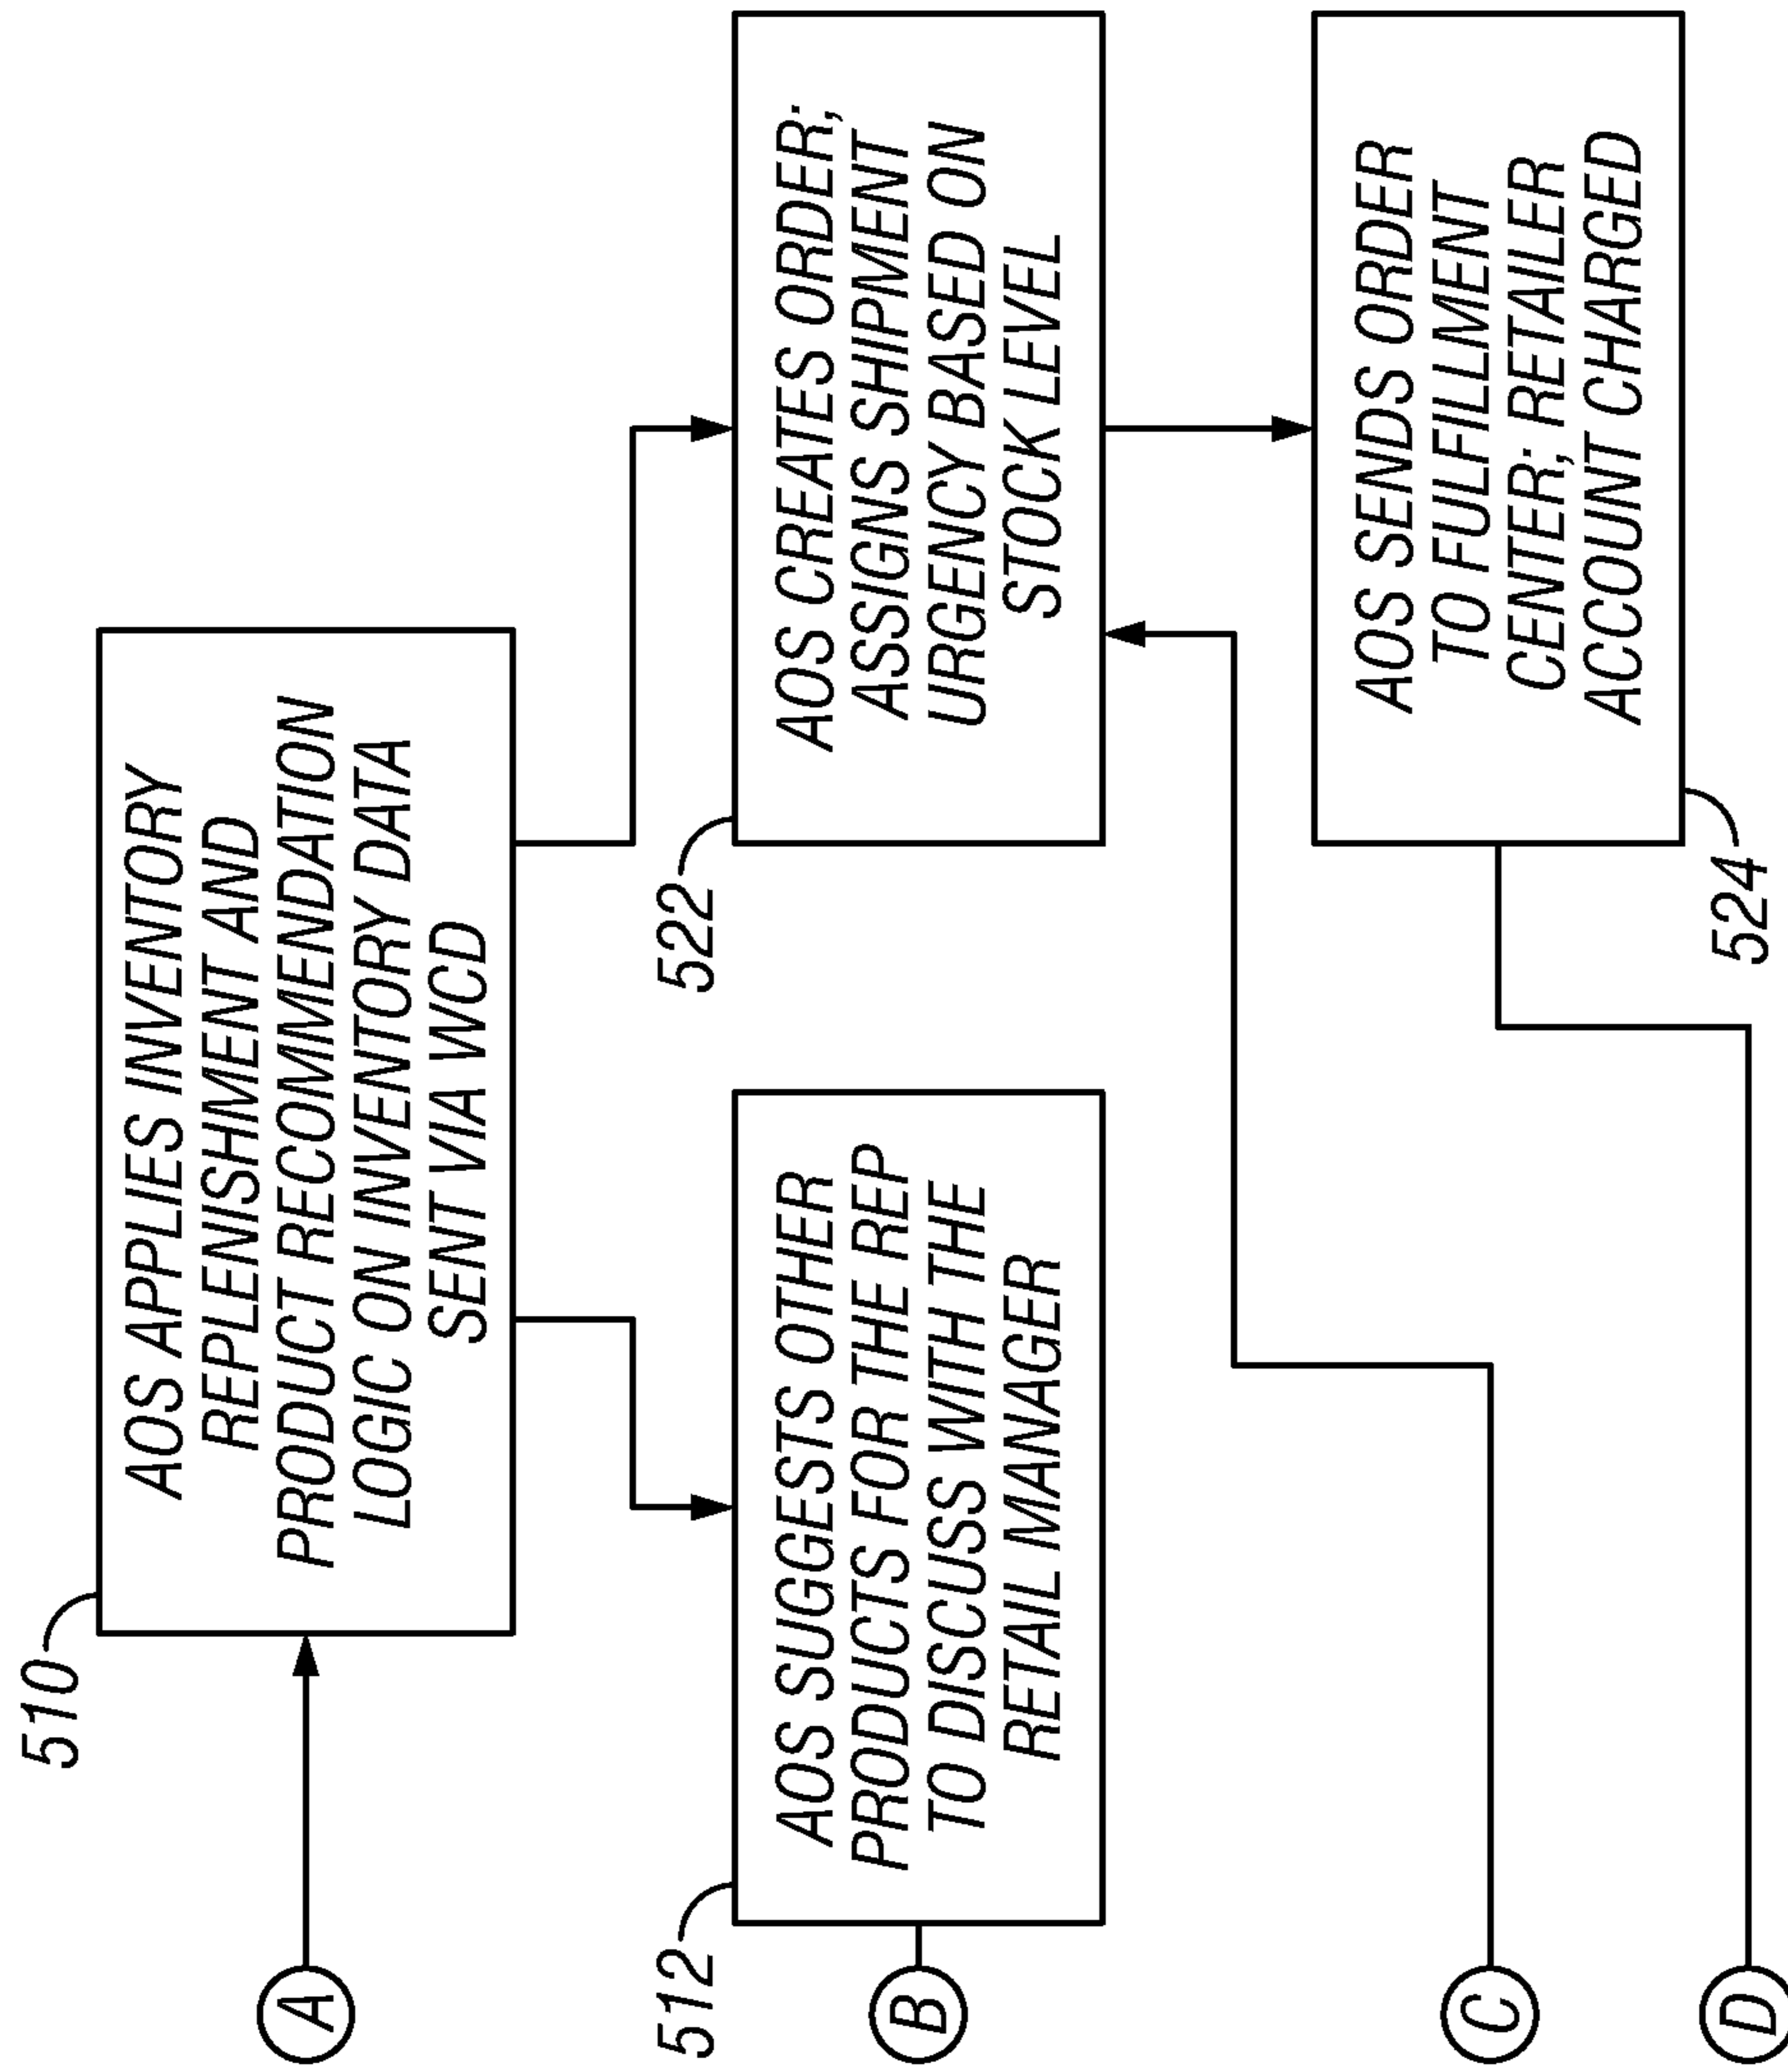 510
AOS APPLIES INVENTORY
REPLENISHMENT AND
PRODUCT RECOMMENDATION
LOGIC ON INVENTORY DATA
SENT VIA WCD
A
512
AOS SUGGESTS OTHER
PRODUCTS FOR THE REP
TO DISCUSS WITH THE
RETAIL MANAGER
B
522
AOS CREATES ORDER;
ASSIGNS SHIPMENT
URGENCY BASED ON
STOCK LEVEL
C
AOS SENDS ORDER
TO FULFILLMENT
CENTER; RETAILER
ACCOUNT CHARGED
524
D